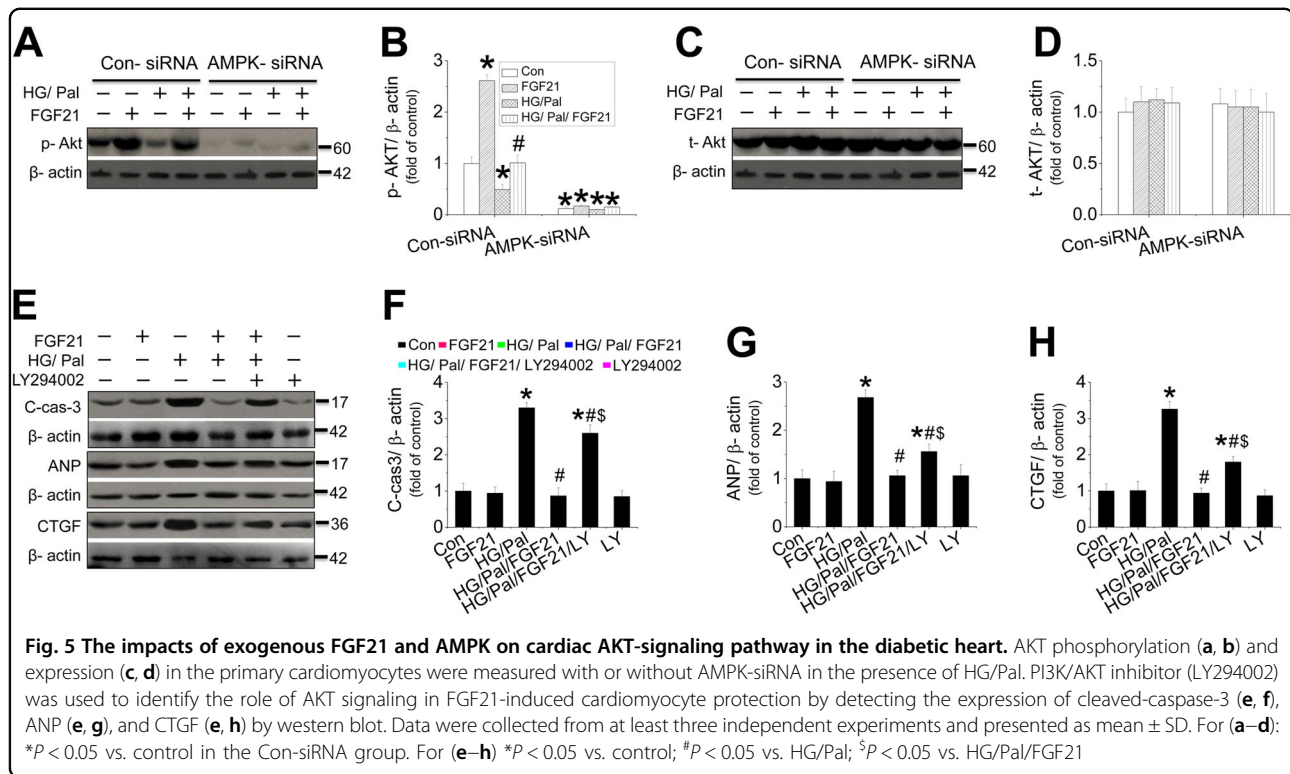 A
Con- siRNA AMPK- siRNA
HG/ Pal − − + + − − + +
FGF21 − + − + − + − +
p- Akt 60
β- actin 42
B
p- AKT/ β- actin
(fold of control)
3
2
1
0
*
*
#
****
Con
FGF21
HG/Pal
HG/ Pal/ FGF21
Con-siRNA
AMPK-siRNA
C
Con- siRNA AMPK- siRNA
HG/ Pal − − + + − − + +
FGF21 − + − + − + − +
t- Akt 60
β- actin 42
D
t- AKT/ β- actin
(fold of control)
1.5
1.0
0.5
0.0
Con-siRNA
AMPK-siRNA
E
FGF21 − + − + + −
HG/ Pal − − + + + −
LY294002 − − − − + +
C-cas-3 17
β- actin 42
ANP 17
β- actin 42
CTGF 36
β- actin 42
F
Con FGF21 HG/ Pal HG/ Pal/ FGF21
HG/ Pal/ FGF21/ LY294002 LY294002
C-cas3/ β- actin
(fold of control)
4
3
2
1
0
*
#
*#$
Con
FGF21
HG/Pal
HG/Pal/FGF21
HG/Pal/FGF21/LY
LY
G
ANP/ β- actin
(fold of control)
3
2
1
0
*
#
*#$
Con
FGF21
HG/Pal
HG/Pal/FGF21
HG/Pal/FGF21/LY
LY
H
CTGF/ β- actin
(fold of control)
4
3
2
1
0
*
#
*#$
Con
FGF21
HG/Pal
HG/Pal/FGF21
HG/Pal/FGF21/LY
LY
Fig. 5 The impacts of exogenous FGF21 and AMPK on cardiac AKT-signaling pathway in the diabetic heart. AKT phosphorylation (a, b) and
expression (c, d) in the primary cardiomyocytes were measured with or without AMPK-siRNA in the presence of HG/Pal. PI3K/AKT inhibitor (LY294002)
was used to identify the role of AKT signaling in FGF21-induced cardiomyocyte protection by detecting the expression of cleaved-caspase-3 (e, f),
ANP (e, g), and CTGF (e, h) by western blot. Data were collected from at least three independent experiments and presented as mean ± SD. For (a–d):
*P < 0.05 vs. control in the Con-siRNA group. For (e–h) *P < 0.05 vs. control; #P < 0.05 vs. HG/Pal; $P < 0.05 vs. HG/Pal/FGF21